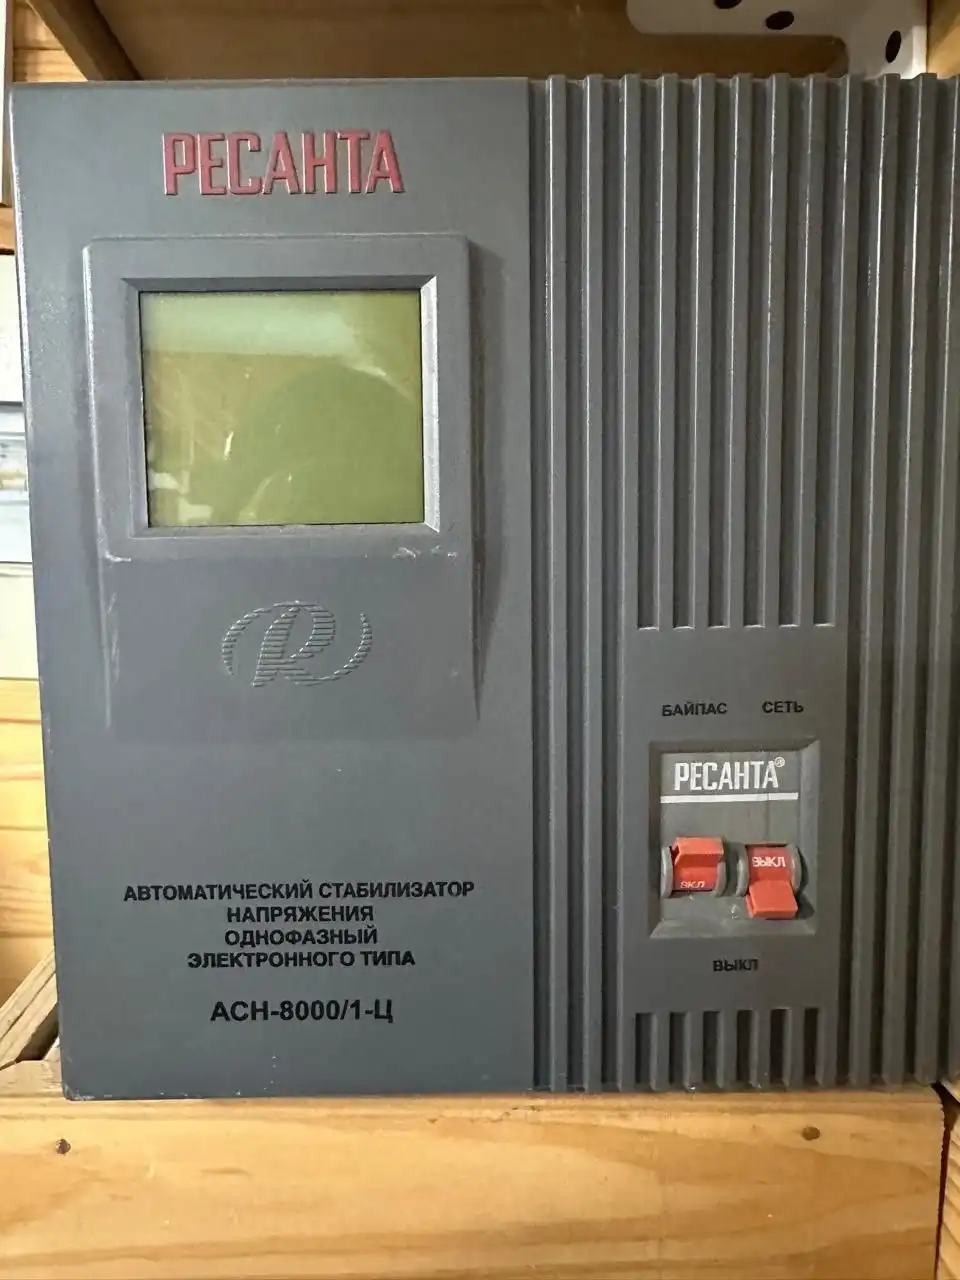 РЕСАНТА
БАЙПАС СЕТЬ
РЕСАНТА®
ВКЛ ВЫКЛ
ВЫКЛ
АВТОМАТИЧЕСКИЙ СТАБИЛИЗАТОР
НАПРЯЖЕНИЯ
ОДНОФАЗНЫЙ
ЭЛЕКТРОННОГО ТИПА
АСН-8000/1-Ц